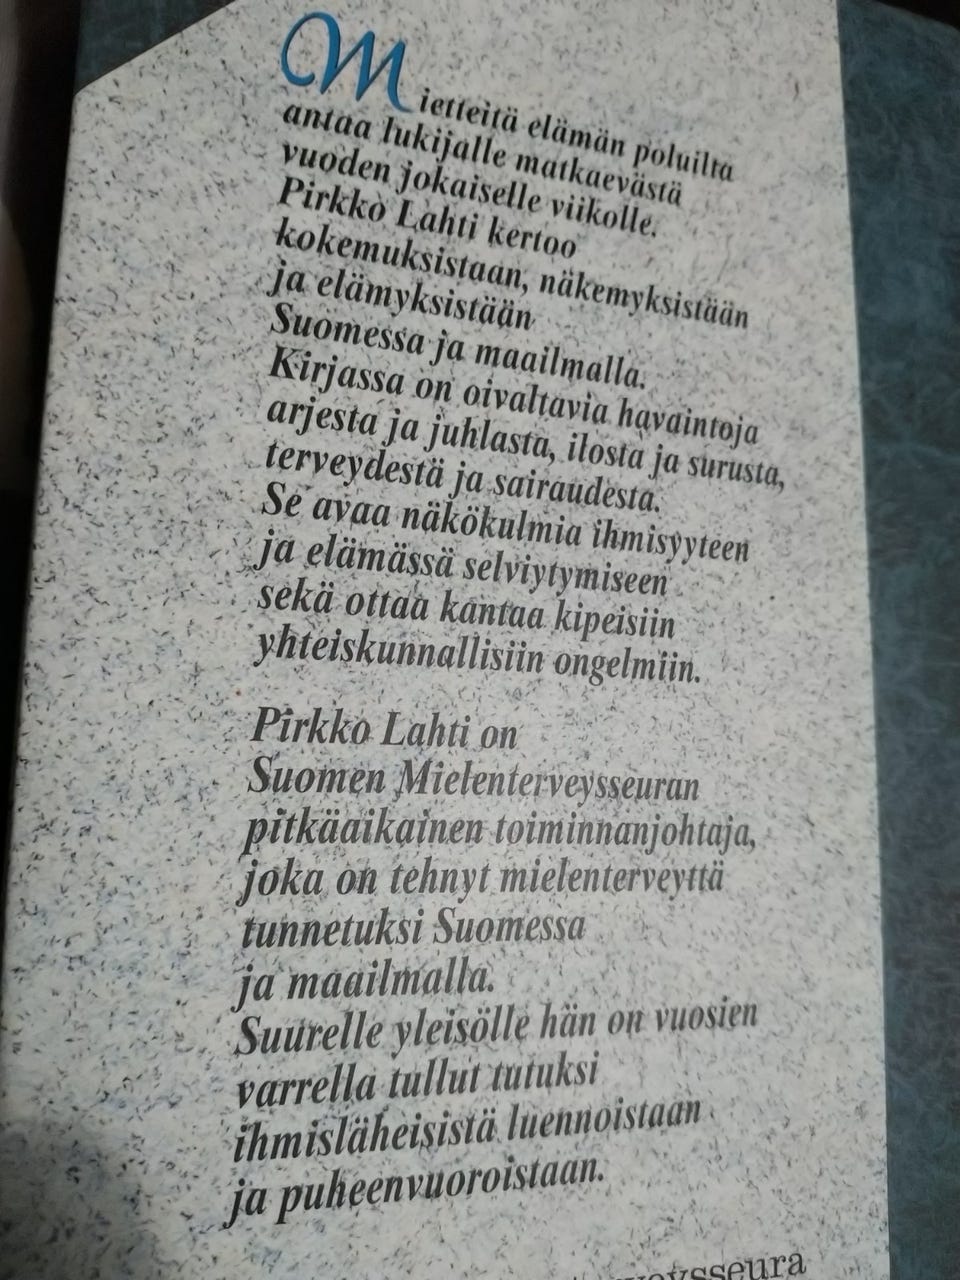 Mietteitä elämän poluilta
antaa lukijalle matkaevästä
vuoden jokaiselle viikolle.
Pirkko Lahti kertoo
kokemuksistaan, näkemyksistään
ja elämyksistään
Suomessa ja maailmalla.
Kirjassa on oivaltavia havaintoja
arjesta ja juhlasta, ilosta ja surusta,
terveydestä ja sairaudesta.
Se avaa näkökulmia ihmisyyteen
ja elämässä selviytymiseen
sekä ottaa kantaa kipeisiin
yhteiskunnallisiin ongelmiin.
Pirkko Lahti on
Suomen Mielenterveysseuran
pitkäaikainen toiminnanjohtaja,
joka on tehnyt mielenterveyttä
tunnetuksi Suomessa
ja maailmalla.
Suurelle yleisölle hän on vuosien
varrella tullut tutuksi
ihmisläheisistä luennoistaan
ja puheenvuoroistaan.